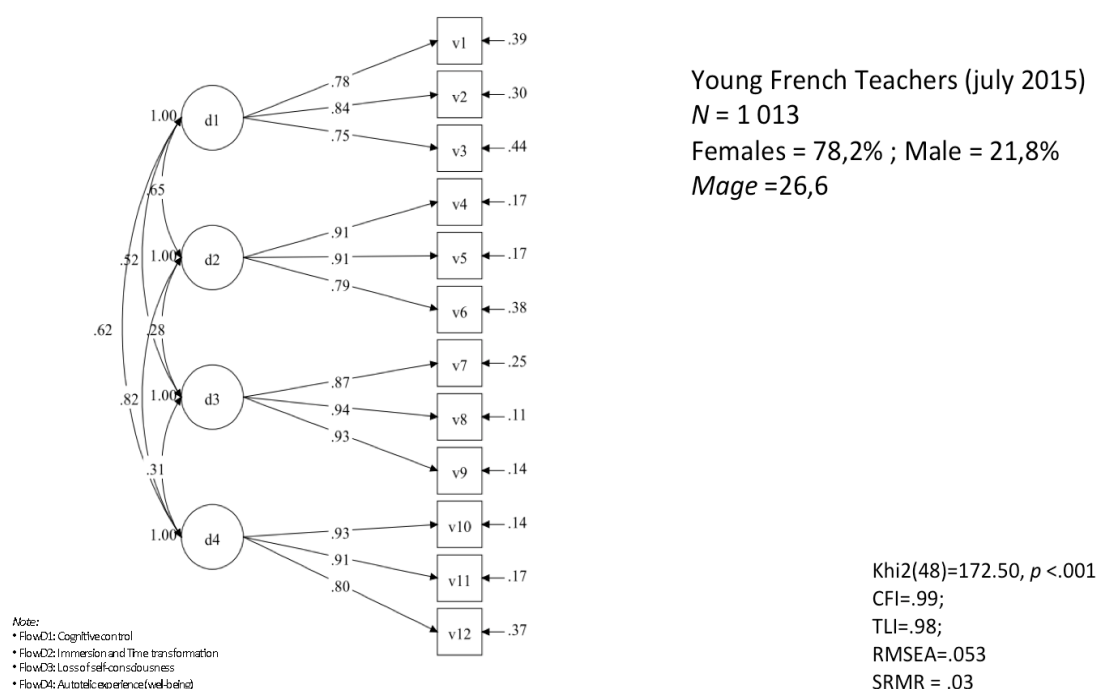 v1
.39
.78
v2
.30
1.00
d1
.84
.75
v3
.44
.65
v4
.17
.91
.52
1.00
d2
.91
v5
.17
.79
v6
.38
.62
.28
.87
v7
.25
.82
1.00
d3
.94
v8
.11
.93
v9
.14
.31
1.00
d4
.93
v10
.14
.91
v11
.17
.80
v12
.37
Young French Teachers (july 2015)
N = 1 013
Females = 78,2% ; Male = 21,8%
Mage =26,6
Khi2(48)=172.50, p <.001
CFI=.99;
TLI=.98;
RMSEA=.053
SRMR = .03
Note:
• FlowD1: Cognitive control
• FlowD2: Immersion and Time transformation
• FlowD3: Loss of self-consciousness
• FlowD4: Autotelic experience (well-being)